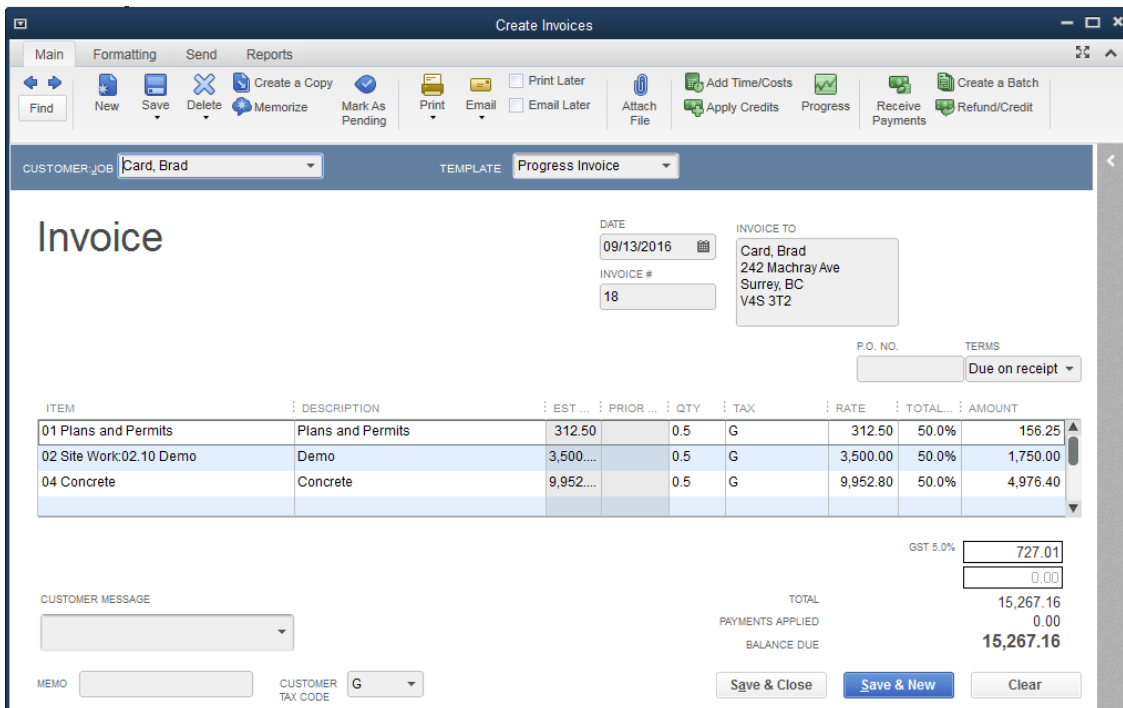 Create Invoices
Main Formatting Send Reports
Find New Save Delete Create a Copy Memorize Mark As Pending Print Email Print Later Email Later Attach File Add Time/Costs Apply Credits Progress Receive Payments Create a Batch Refund/Credit
CUSTOMER:JOB Card, Brad TEMPLATE Progress Invoice
Invoice
DATE
09/13/2016
INVOICE #
18
INVOICE TO
Card, Brad
242 Machray Ave
Surrey, BC
V4S 3T2
P.O. NO. TERMS
Due on receipt
ITEM DESCRIPTION EST ... PRIOR ... QTY TAX RATE TOTAL... AMOUNT
01 Plans and Permits Plans and Permits 312.50 0.5 G 312.50 50.0% 156.25
02 Site Work:02.10 Demo Demo 3,500.... 0.5 G 3,500.00 50.0% 1,750.00
04 Concrete Concrete 9,952.... 0.5 G 9,952.80 50.0% 4,976.40
GST 5.0% 727.01
0.00
CUSTOMER MESSAGE
TOTAL 15,267.16
PAYMENTS APPLIED 0.00
BALANCE DUE 15,267.16
MEMO CUSTOMER TAX CODE G Save & Close Save & New Clear